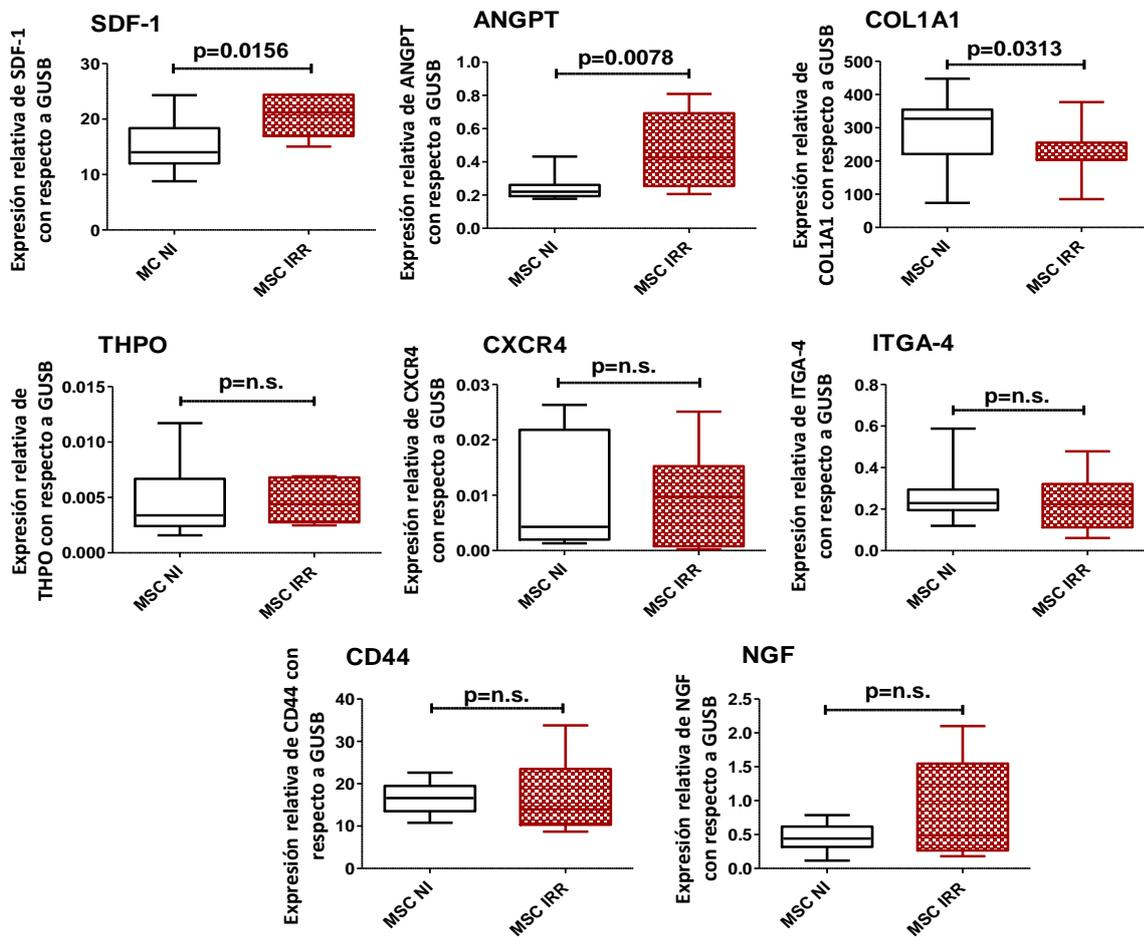 SDF-1
Expresión relativa de SDF-1
con respecto a GUSB
p=0.0156
30
20
10
0
MC NI
MSC IRR
ANGPT
Expresión relativa de ANGPT
con respecto a GUSB
p=0.0078
1.0
0.8
0.6
0.4
0.2
0.0
MSC NI
MSC IRR
COL1A1
Expresión relativa de
COL1A1 con respecto a GUSB
p=0.0313
500
400
300
200
100
0
MSC NI
MSC IRR
THPO
Expresión relativa de
THPO con respecto a GUSB
p=n.s.
0.015
0.010
0.005
0.000
MSC NI
MSC IRR
CXCR4
Expresión relativa de CXCR4
con respecto a GUSB
p=n.s.
0.03
0.02
0.01
0.00
MSC NI
MSC IRR
ITGA-4
Expresión relativa de ITGA-4
con respecto a GUSB
p=n.s.
0.8
0.6
0.4
0.2
0.0
MSC NI
MSC IRR
CD44
Expresión relativa de CD44 con
respecto a GUSB
p=n.s.
40
30
20
10
0
MSC NI
MSC IRR
NGF
Expresión relativa de NGF
con respecto a GUSB
p=n.s.
2.5
2.0
1.5
1.0
0.5
0.0
MSC NI
MSC IRR